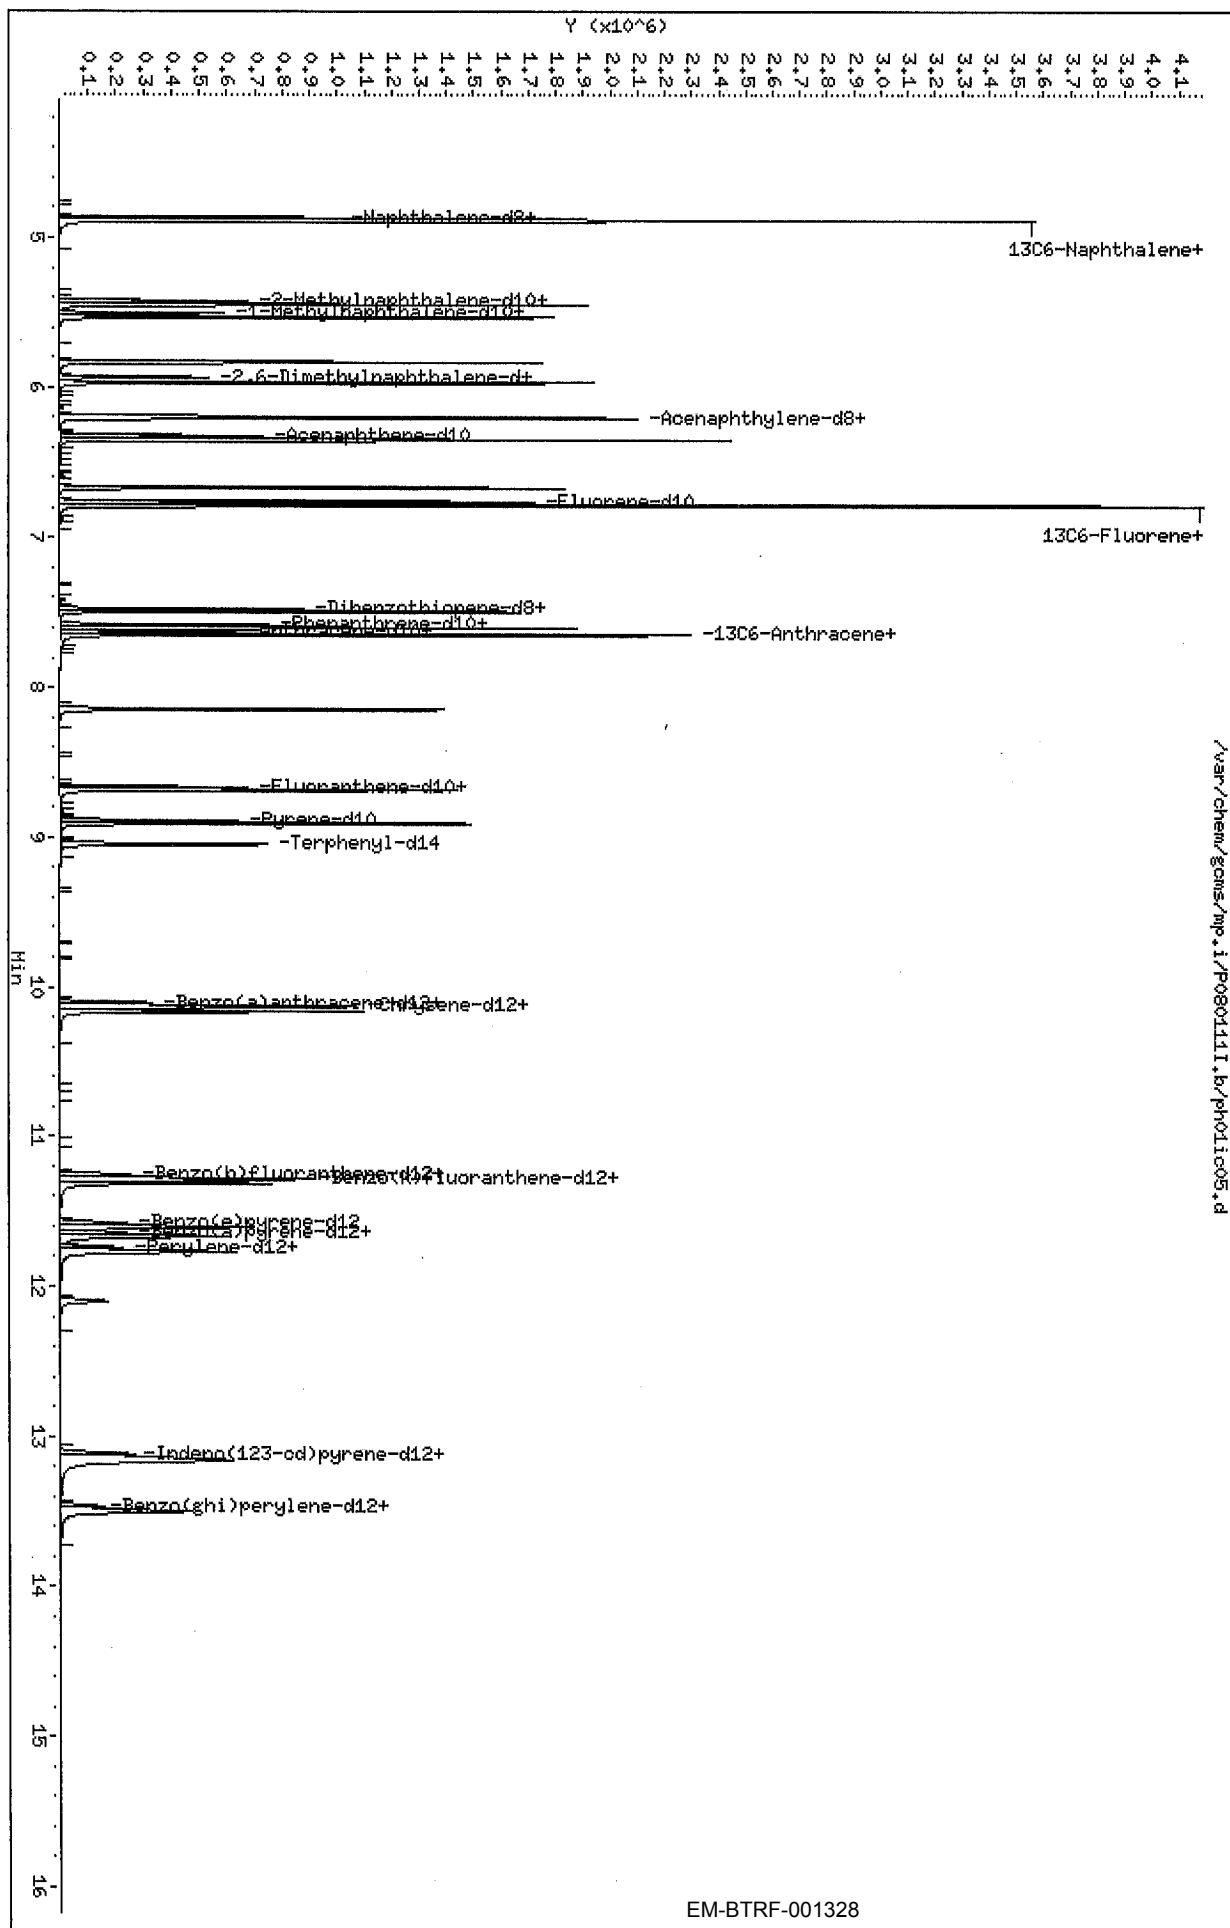 Y (x10^6)
0.1
0.2
0.3
0.4
0.5
0.6
0.7
0.8
0.9
1.0
1.1
1.2
1.3
1.4
1.5
1.6
1.7
1.8
1.9
2.0
2.1
2.2
2.3
2.4
2.5
2.6
2.7
2.8
2.9
3.0
3.1
3.2
3.3
3.4
3.5
3.6
3.7
3.8
3.9
4.0
4.1
-Naphthalene-d8+
5
13C6-Naphthalene+
-2-Methylnaphthalene-d10+
-1-Methylnaphthalene-d10+
-2,6-Dimethylnaphthalene-d+
6
-Acenaphthylene-d8+
-Acenaphthene-d10
-Fluorene-d10
7
13C6-Fluorene+
-Dibenzothiopene-d8+
-Phenanthrene-d10+
-Anthracene-d10+
-13C6-Anthracene+
8
-Fluoranthene-d10+
-Pyrene-d10
9
-Terphenyl-d14
10
Min
-Benzo(a)anthracene-d12+
-Chrysene-d12+
11
-Benzo(b)fluoranthene-d12+
-Benzo(k)fluoranthene-d12+
-Benzo(e)pyrene-d12
-Benzo(a)pyrene-d12+
-Perylene-d12+
12
13
-Indeno(123-cd)pyrene-d12+
-Benzo(ghi)perylene-d12+
14
15
16
/var/chem/gcms/mp.i/P080111I.b/ph01ic05.d
EM-BTRF-001328